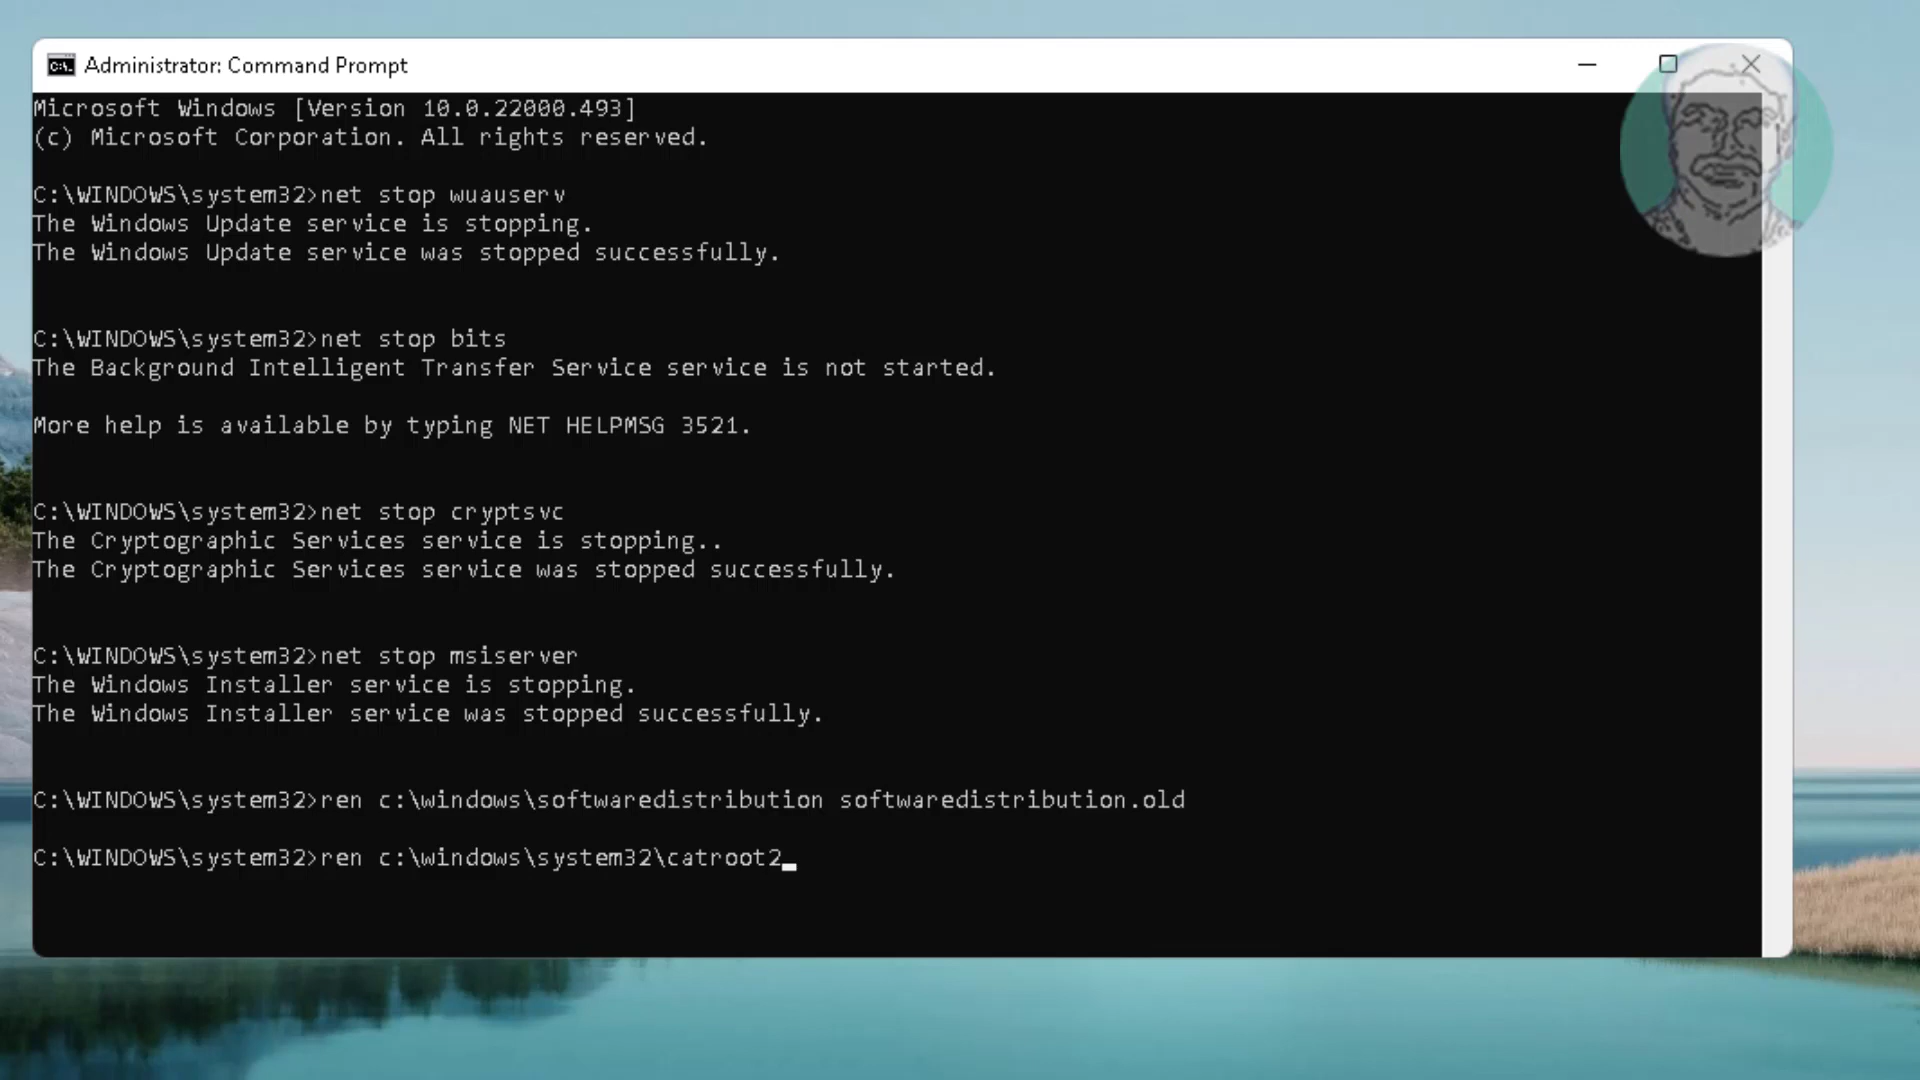 Administrator: Command Prompt
Microsoft Windows [Version 10.0.22000.493]
(c) Microsoft Corporation. All rights reserved.
C:\WINDOWS\system32>net stop wuauserv
The Windows Update service is stopping.
The Windows Update service was stopped successfully.
C:\WINDOWS\system32>net stop bits
The Background Intelligent Transfer Service service is not started.
More help is available by typing NET HELPMSG 3521.
C:\WINDOWS\system32>net stop cryptsvc
The Cryptographic Services service is stopping..
The Cryptographic Services service was stopped successfully.
C:\WINDOWS\system32>net stop msiserver
The Windows Installer service is stopping.
The Windows Installer service was stopped successfully.
C:\WINDOWS\system32>ren c:\windows\softwaredistribution softwaredistribution.old
C:\WINDOWS\system32>ren c:\windows\system32\catroot2_